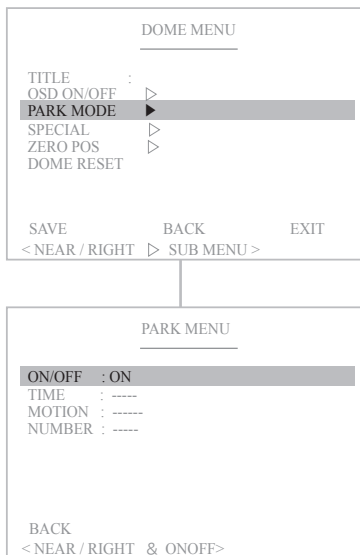 DOME MENU
TITLE :
OSD ON/OFF ▷
PARK MODE ▶
SPECIAL ▷
ZERO POS ▷
DOME RESET
SAVE BACK EXIT
< NEAR / RIGHT ▷ SUB MENU >
PARK MENU
ON/OFF : ON
TIME : -----
MOTION : ------
NUMBER : -----
BACK
< NEAR / RIGHT & ONOFF>